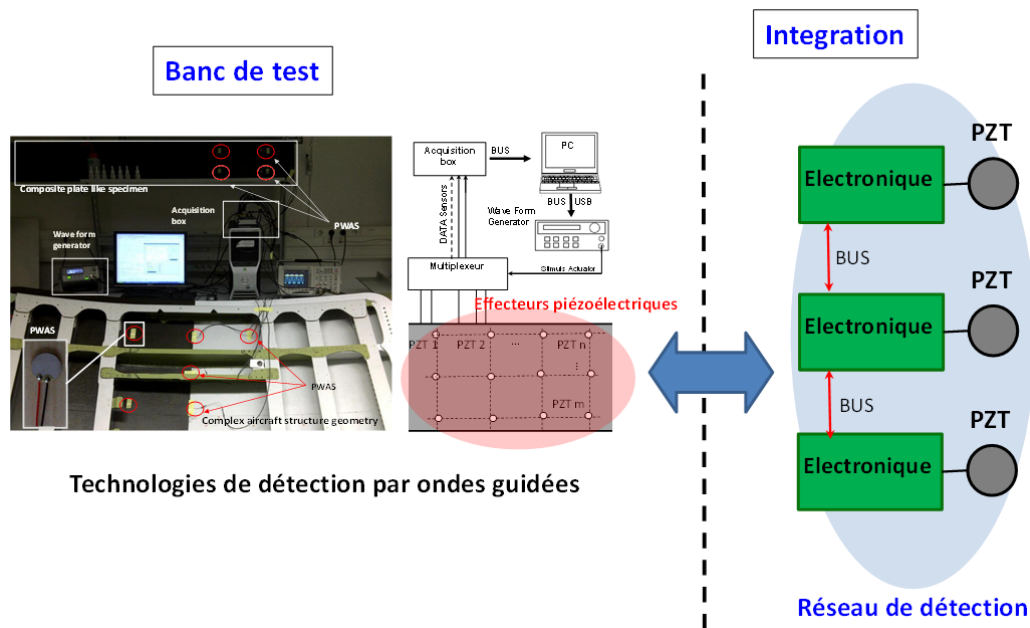 Banc de test
Integration
Composite plate like specimen
Acquisition
box
PWAS
Wave form
generator
PWAS
PWAS
Complex aircraft structure geometry
Acquisition
box
BUS
PC
DATA Sensors
BUS
USB
Wave Form
Generator
Multiplexeur
Stimuls Actuator
Effecteurs piézoélectriques
PZT 1
PZT 2
...
PZT n
⋮
PZT m
Technologies de détection par ondes guidées
PZT
Electronique
BUS
PZT
Electronique
BUS
PZT
Electronique
Réseau de détection